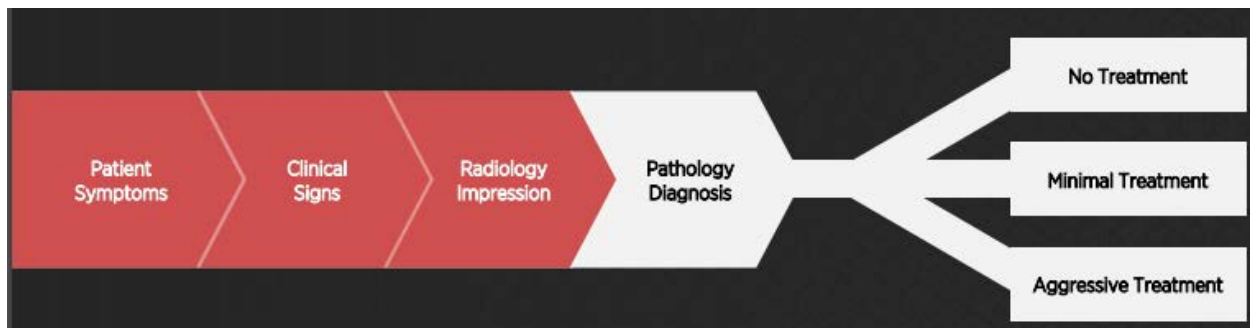 Patient
Symptoms
Clinical
Signs
Radiology
Impression
Pathology
Diagnosis
No Treatment
Minimal Treatment
Aggressive Treatment